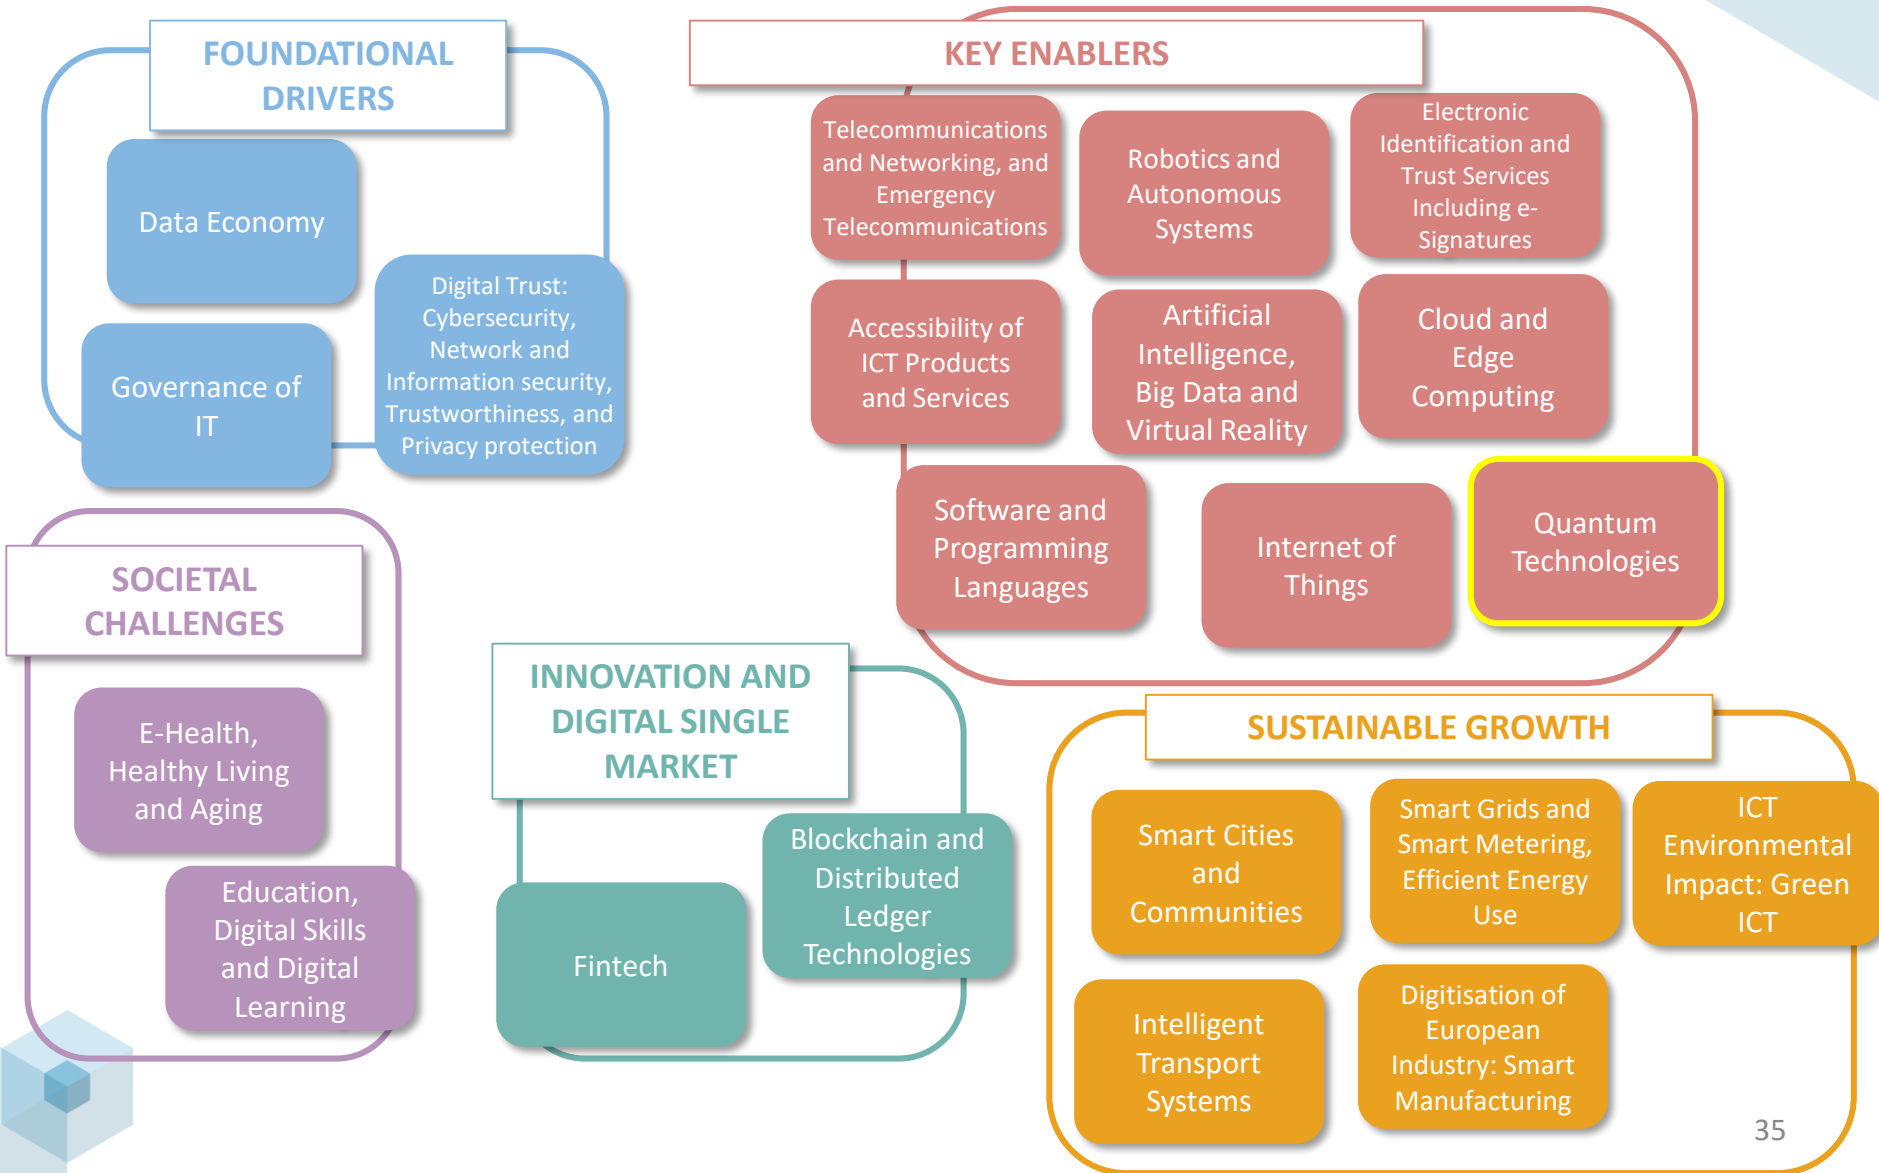 FOUNDATIONAL
DRIVERS
Data Economy
Governance of
IT
Digital Trust:
Cybersecurity,
Network and
Information security,
Trustworthiness, and
Privacy protection
KEY ENABLERS
Telecommunications
and Networking, and
Emergency
Telecommunications
Robotics and
Autonomous
Systems
Electronic
Identification and
Trust Services
Including e-
Signatures
Accessibility of
ICT Products
and Services
Artificial
Intelligence,
Big Data and
Virtual Reality
Cloud and
Edge
Computing
Software and
Programming
Languages
Internet of
Things
Quantum
Technologies
SOCIETAL
CHALLENGES
E-Health,
Healthy Living
and Aging
Education,
Digital Skills
and Digital
Learning
INNOVATION AND
DIGITAL SINGLE
MARKET
Fintech
Blockchain and
Distributed
Ledger
Technologies
SUSTAINABLE GROWTH
Smart Cities
and
Communities
Smart Grids and
Smart Metering,
Efficient Energy
Use
ICT
Environmental
Impact: Green
ICT
Intelligent
Transport
Systems
Digitisation of
European
Industry: Smart
Manufacturing
35